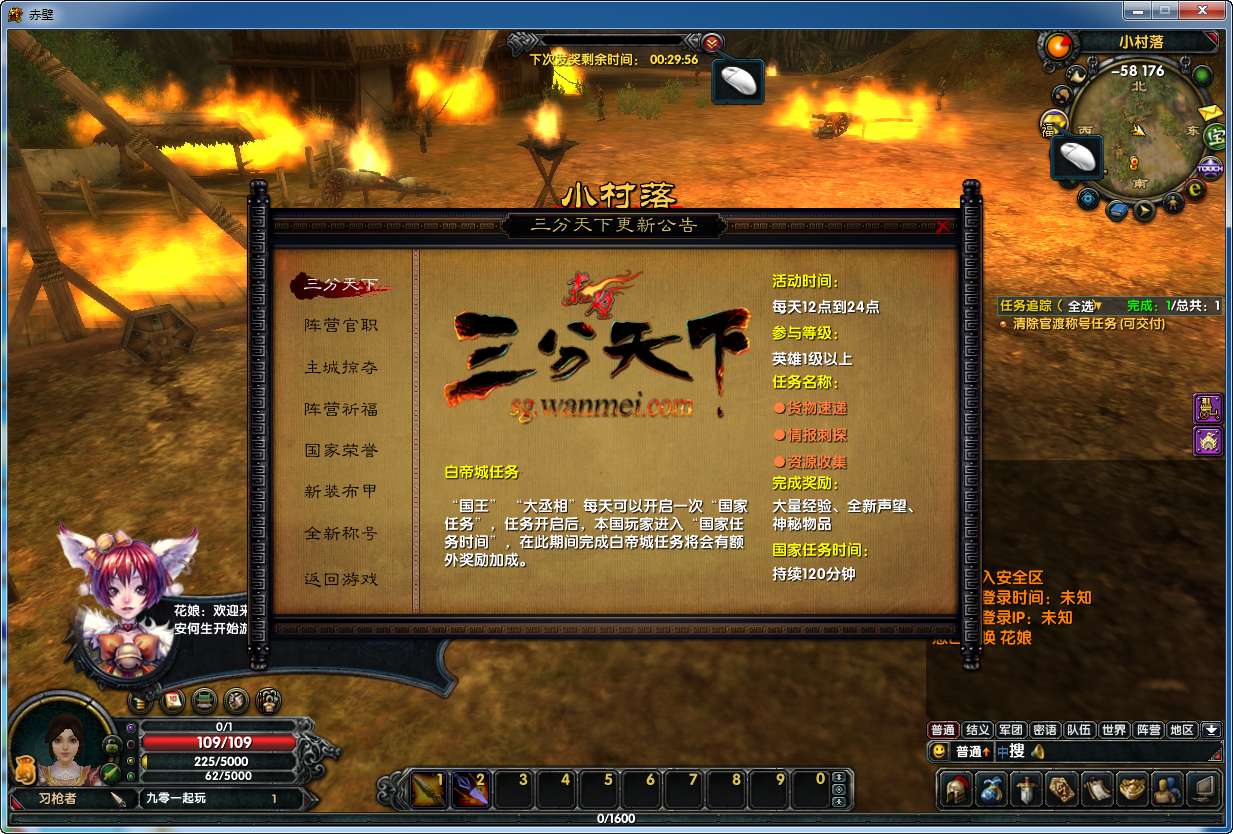 赤壁
下次发奖剩余时间： 00:29:56
小村落
-58 176
北
福
西
东
宝
TOUCH
南
小村落
三分天下更新公告
三分天下
阵营官职
主城掠夺
阵营祈福
国家荣誉
新装布甲
全新称号
返回游戏
赤壁
三分天下
sg.wanmei.com
白帝城任务
“国王” “大丞相”每天可以开启一次“国家
任务”，任务开启后，本国玩家进入“国家任
务时间”，在此期间完成白帝城任务将会有额
外奖励加成。
活动时间：
每天12点到24点
参与等级：
英雄1级以上
任务名称：
●货物速递
●情报刺探
●资源收集
完成奖励：
大量经验、全新声望、
神秘物品
国家任务时间：
持续120分钟
任务追踪（ 全选▾ 完成：1/总共：1
• 清除官渡称号任务(可交付)
入安全区
登录时间：未知
登录IP：未知
唤 花娘
花娘：欢迎来
安何生开始游
0/1
109/109
225/5000
62/5000
习枪者
九零一起玩 1
1 2 3 4 5 6 7 8 9 0
0/1600
普通 结义 军团 密语 队伍 世界 阵营 地区
普通 中搜